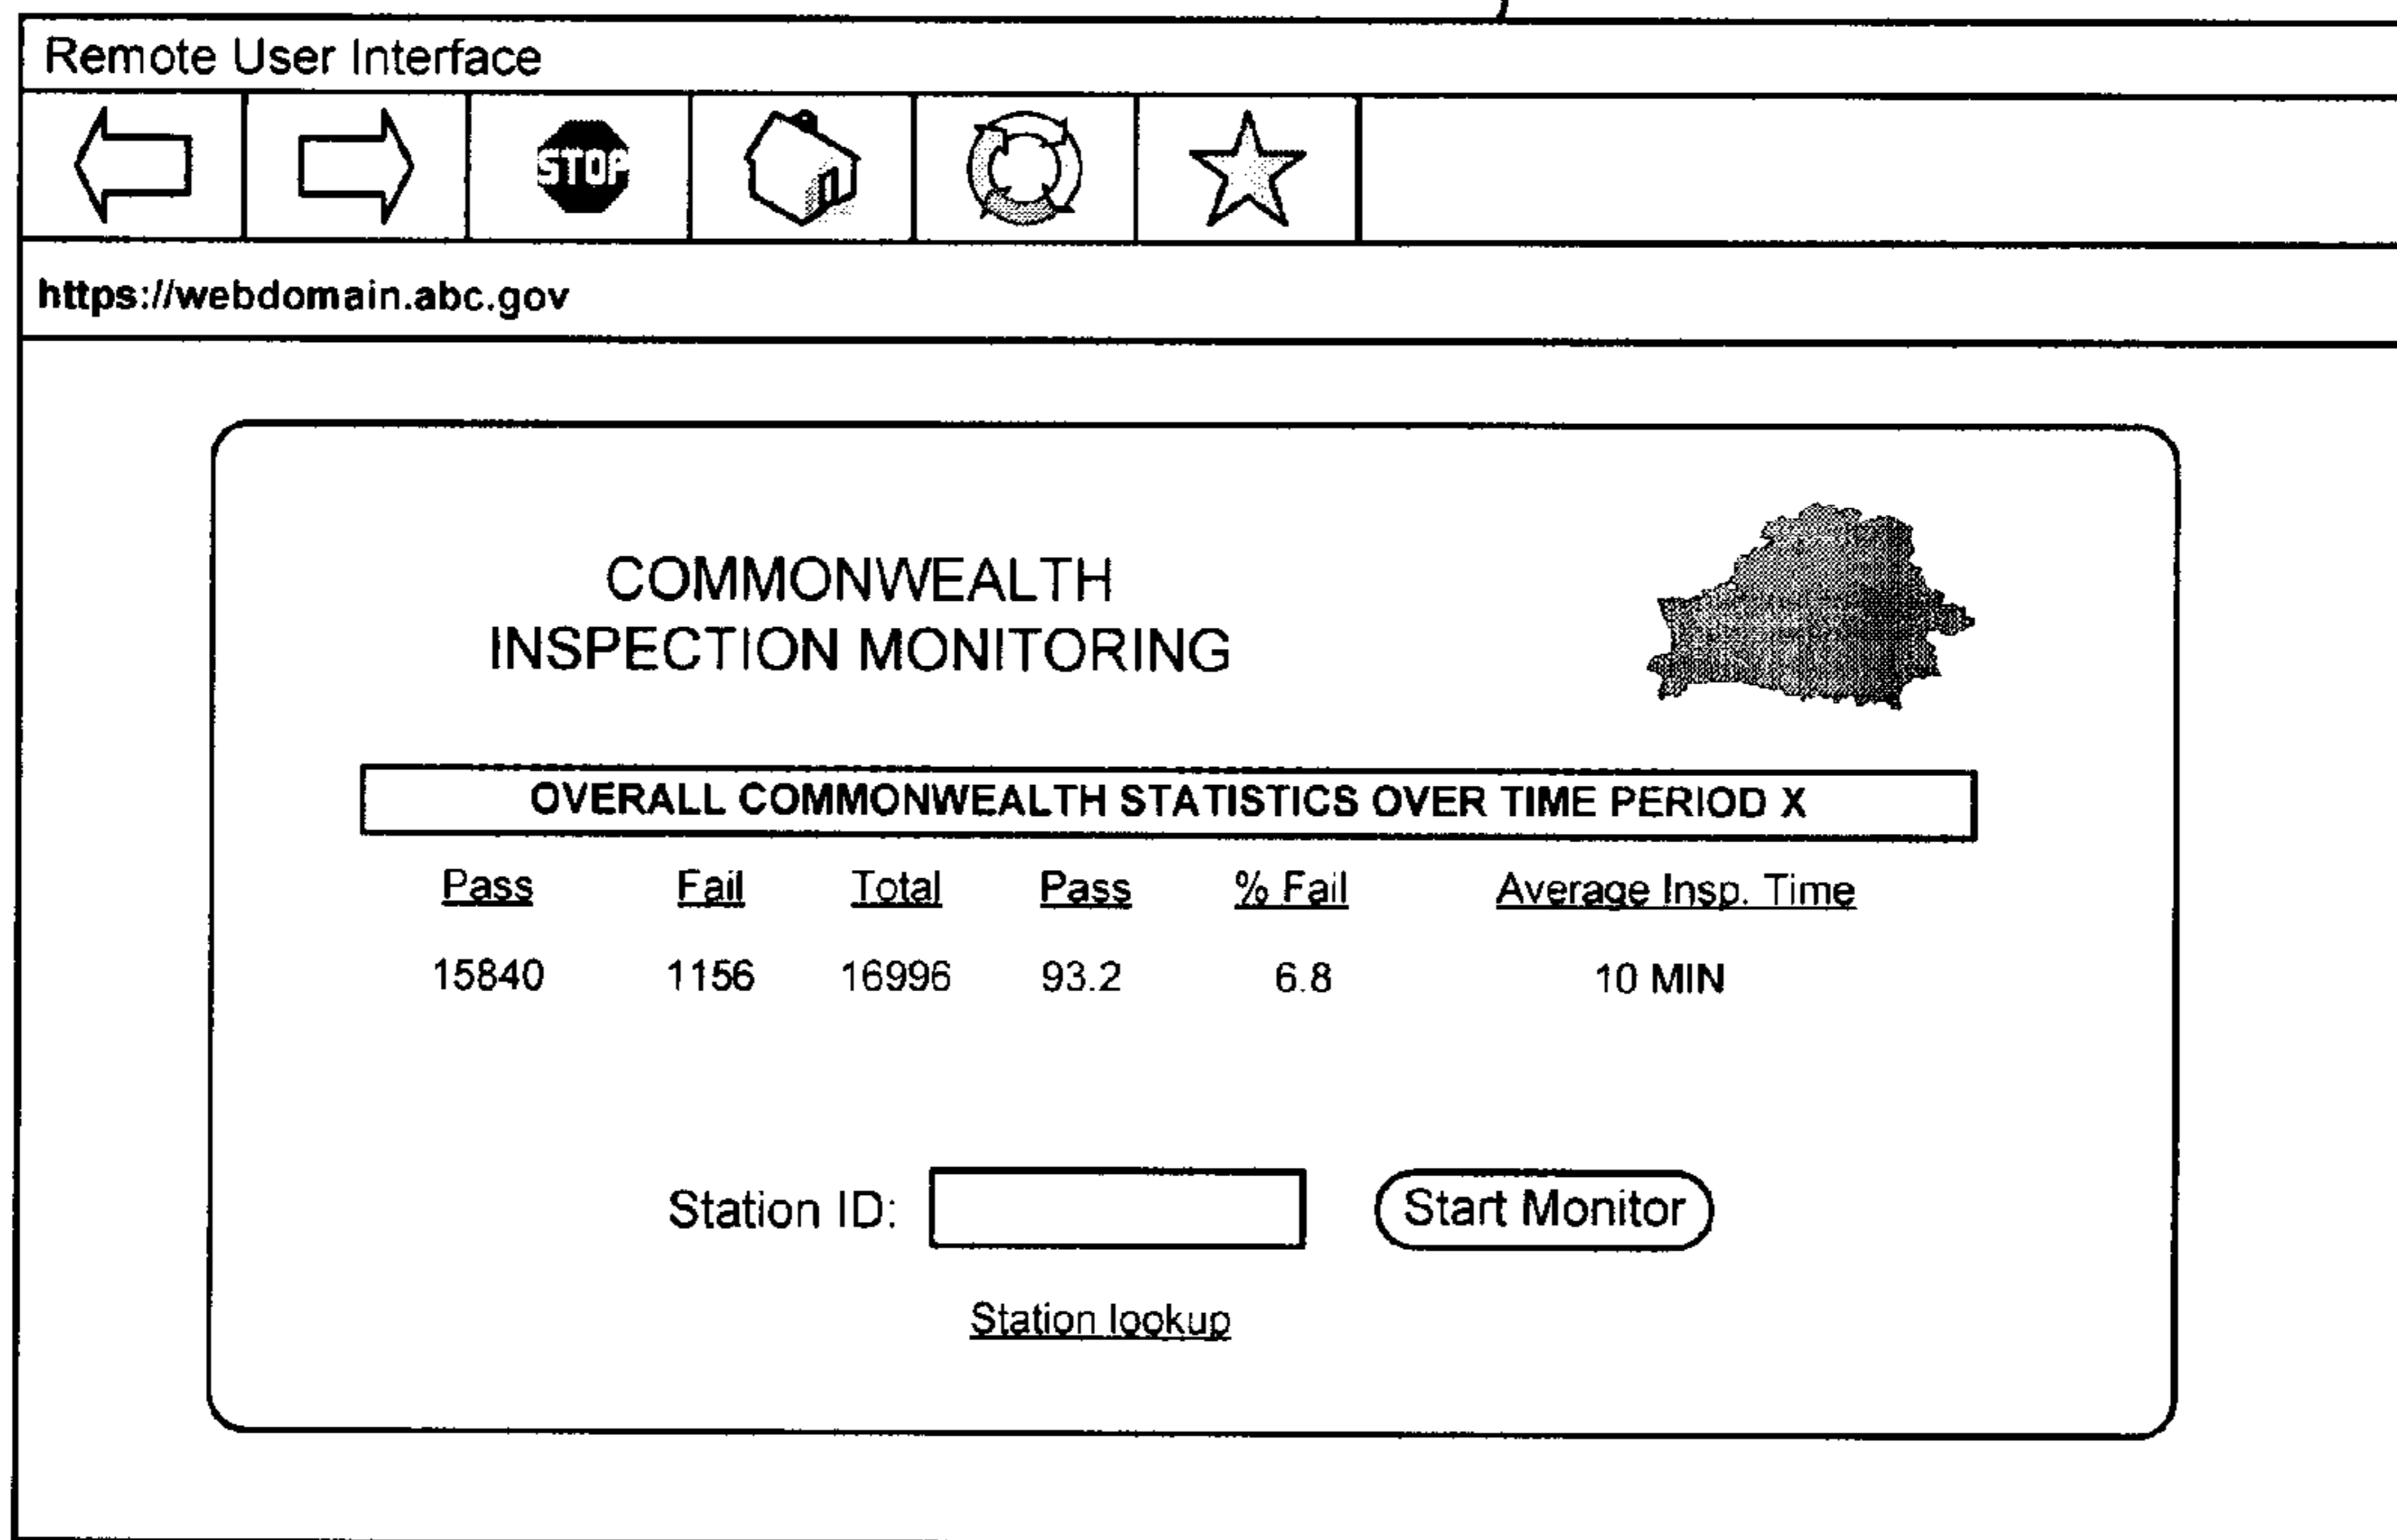 Remote User Interface
STOP
https://webdomain.abc.gov
COMMONWEALTH
INSPECTION MONITORING
OVERALL COMMONWEALTH STATISTICS OVER TIME PERIOD X
Pass Fail Total Pass % Fail Average Insp. Time
15840 1156 16996 93.2 6.8 10 MIN
Station ID: Start Monitor
Station lookup